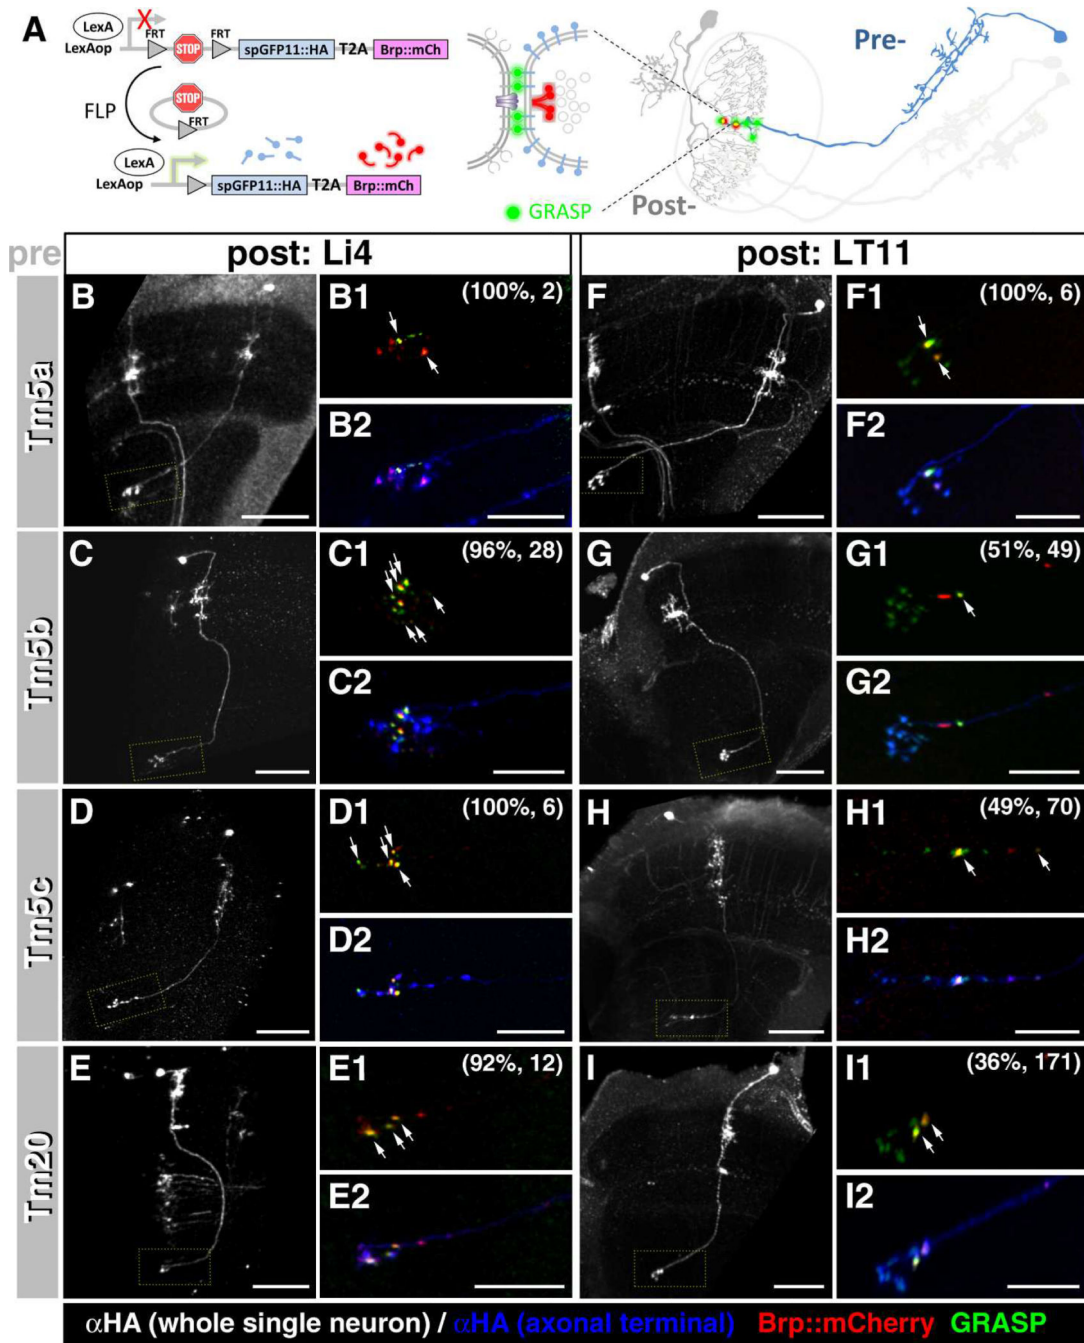 A
LexA
LexAop
X
FRT
STOP
FRT
spGFP11::HA
T2A
Brp::mCh
FLP
STOP
FRT
LexA
LexAop
spGFP11::HA
T2A
Brp::mCh
GRASP
Post-
Pre-
pre
post: Li4
post: LT11
Tm5a
B
B1
(100%, 2)
B2
F
F1
(100%, 6)
F2
Tm5b
C
C1
(96%, 28)
C2
G
G1
(51%, 49)
G2
Tm5c
D
D1
(100%, 6)
D2
H
H1
(49%, 70)
H2
Tm20
E
E1
(92%, 12)
E2
I
I1
(36%, 171)
I2
αHA (whole single neuron) / αHA (axonal terminal) Brp::mCherry GRASP